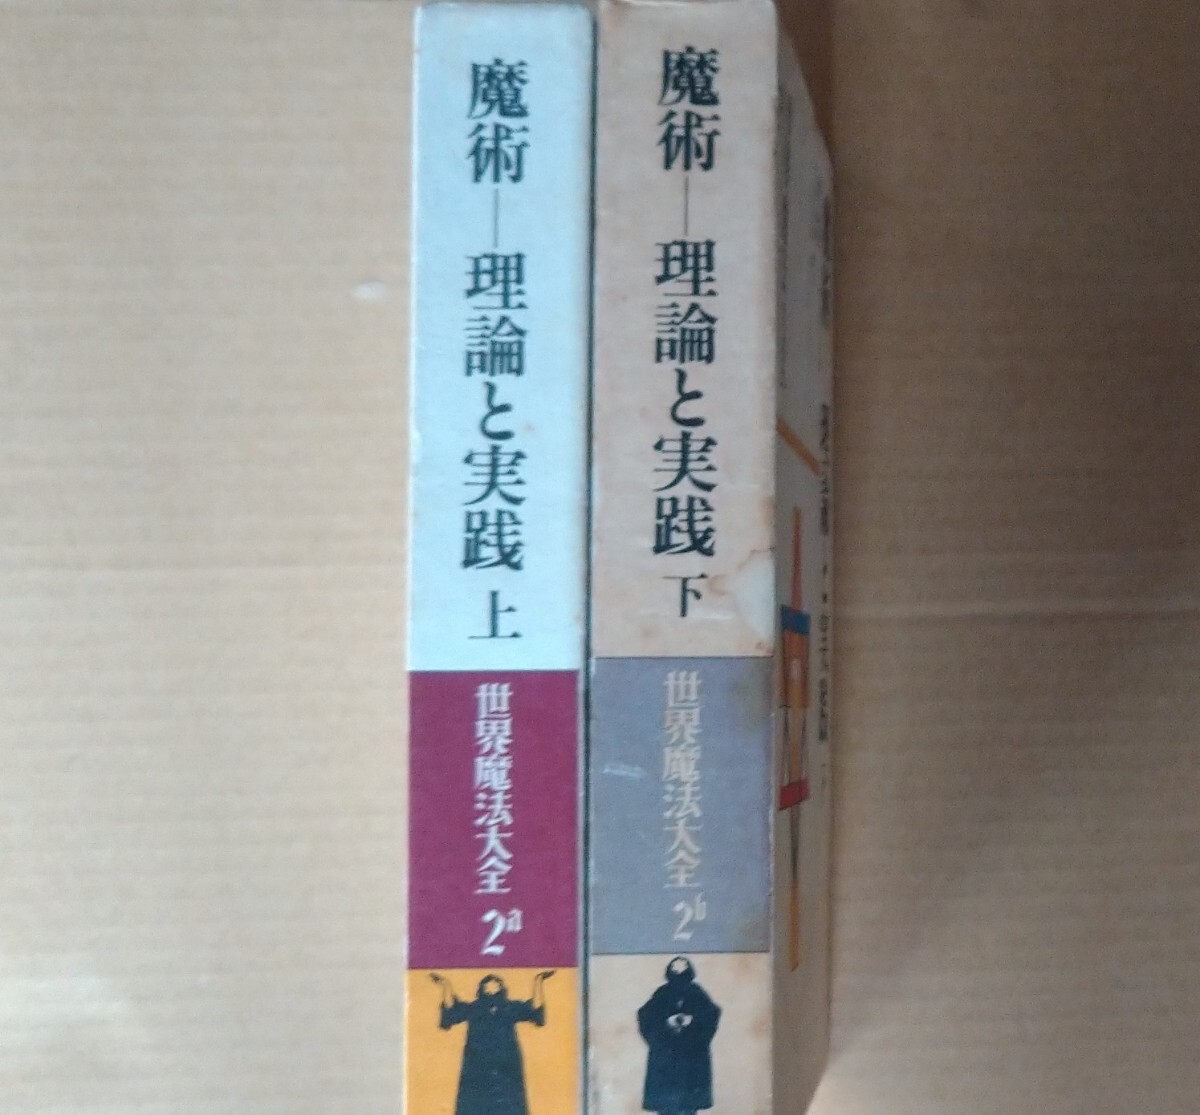 魔術―理論と実践 上
世界魔法大全 2a
魔術―理論と実践 下
世界魔法大全 2b